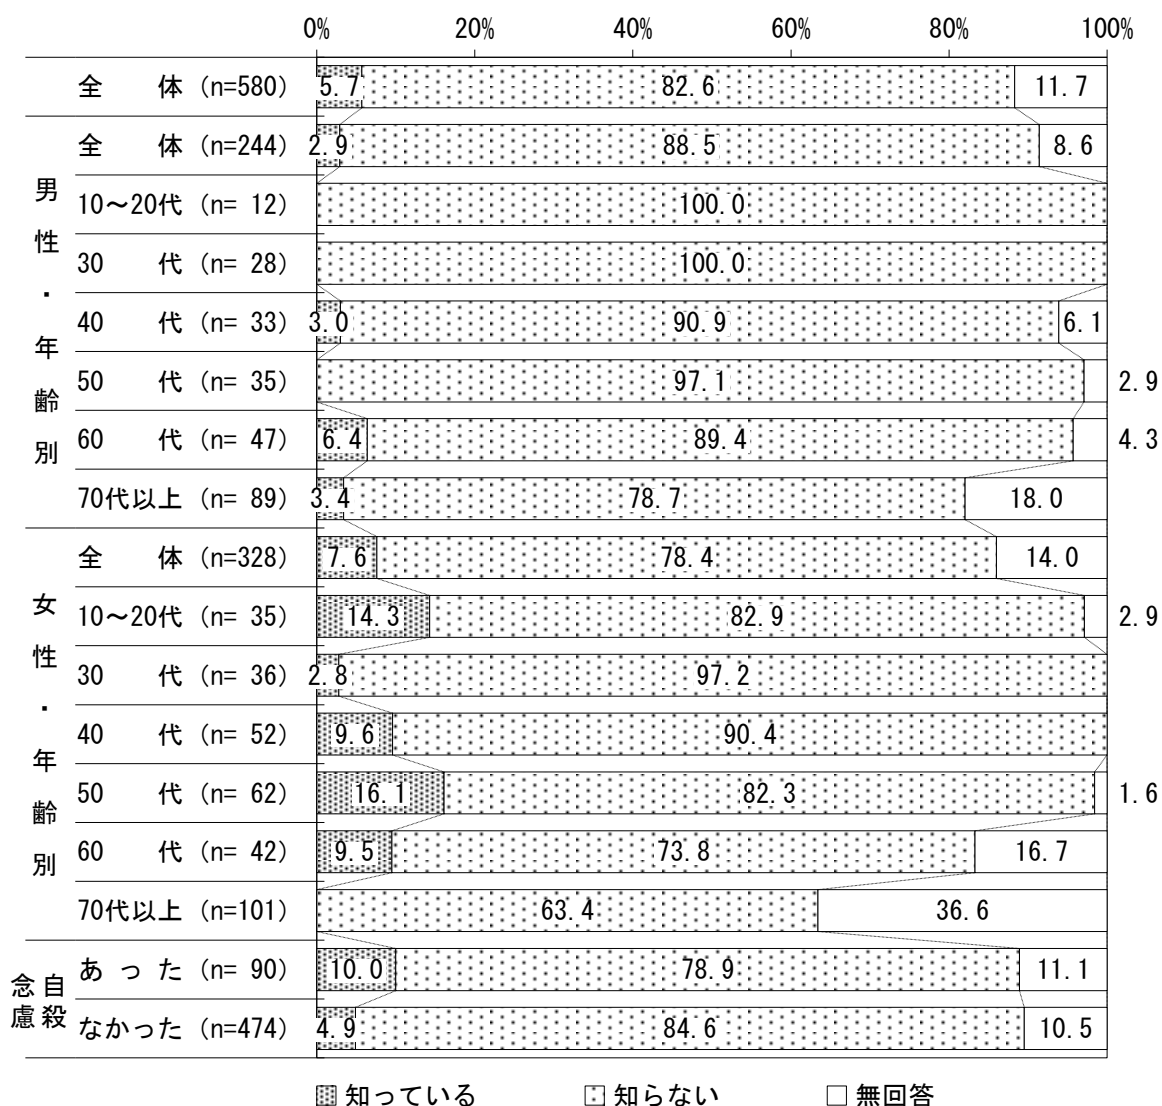 0% 20% 40% 60% 80% 100%
全　体 (n=580) 5.7 82.6 11.7
男性・年齢別
全　体 (n=244) 2.9 88.5 8.6
10～20代 (n= 12) 100.0
30　代 (n= 28) 100.0
40　代 (n= 33) 3.0 90.9 6.1
50　代 (n= 35) 97.1 2.9
60　代 (n= 47) 6.4 89.4 4.3
70代以上 (n= 89) 3.4 78.7 18.0
女性・年齢別
全　体 (n=328) 7.6 78.4 14.0
10～20代 (n= 35) 14.3 82.9 2.9
30　代 (n= 36) 2.8 97.2
40　代 (n= 52) 9.6 90.4
50　代 (n= 62) 16.1 82.3 1.6
60　代 (n= 42) 9.5 73.8 16.7
70代以上 (n=101) 63.4 36.6
自殺念慮
あった (n= 90) 10.0 78.9 11.1
なかった (n=474) 4.9 84.6 10.5
知っている 知らない 無回答